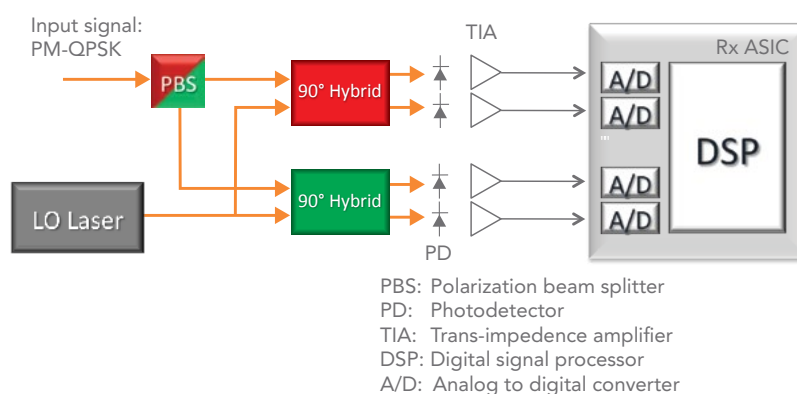 Input signal:
PM-QPSK
TIA
Rx ASIC
PBS
90° Hybrid
A/D
A/D
DSP
90° Hybrid
A/D
A/D
LO Laser
PD
PBS: Polarization beam splitter
PD: Photodetector
TIA: Trans-impedence amplifier
DSP: Digital signal processor
A/D: Analog to digital converter